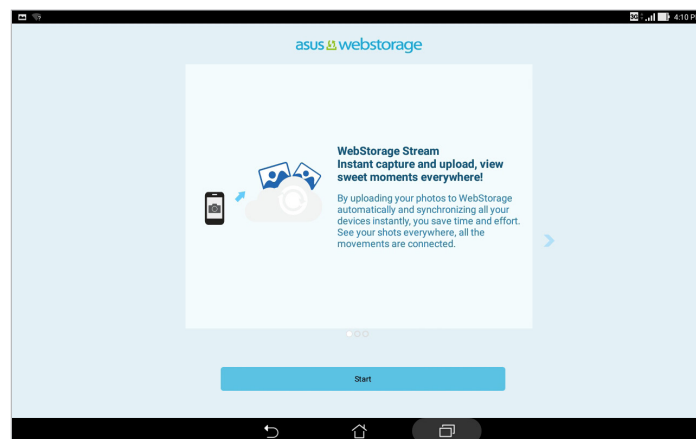 3G 4:10 P
asus webstorage
WebStorage Stream
Instant capture and upload, view
sweet moments everywhere!
By uploading your photos to WebStorage
automatically and synchronizing all your
devices instantly, you save time and effort.
See your shots everywhere, all the
movements are connected.
Start